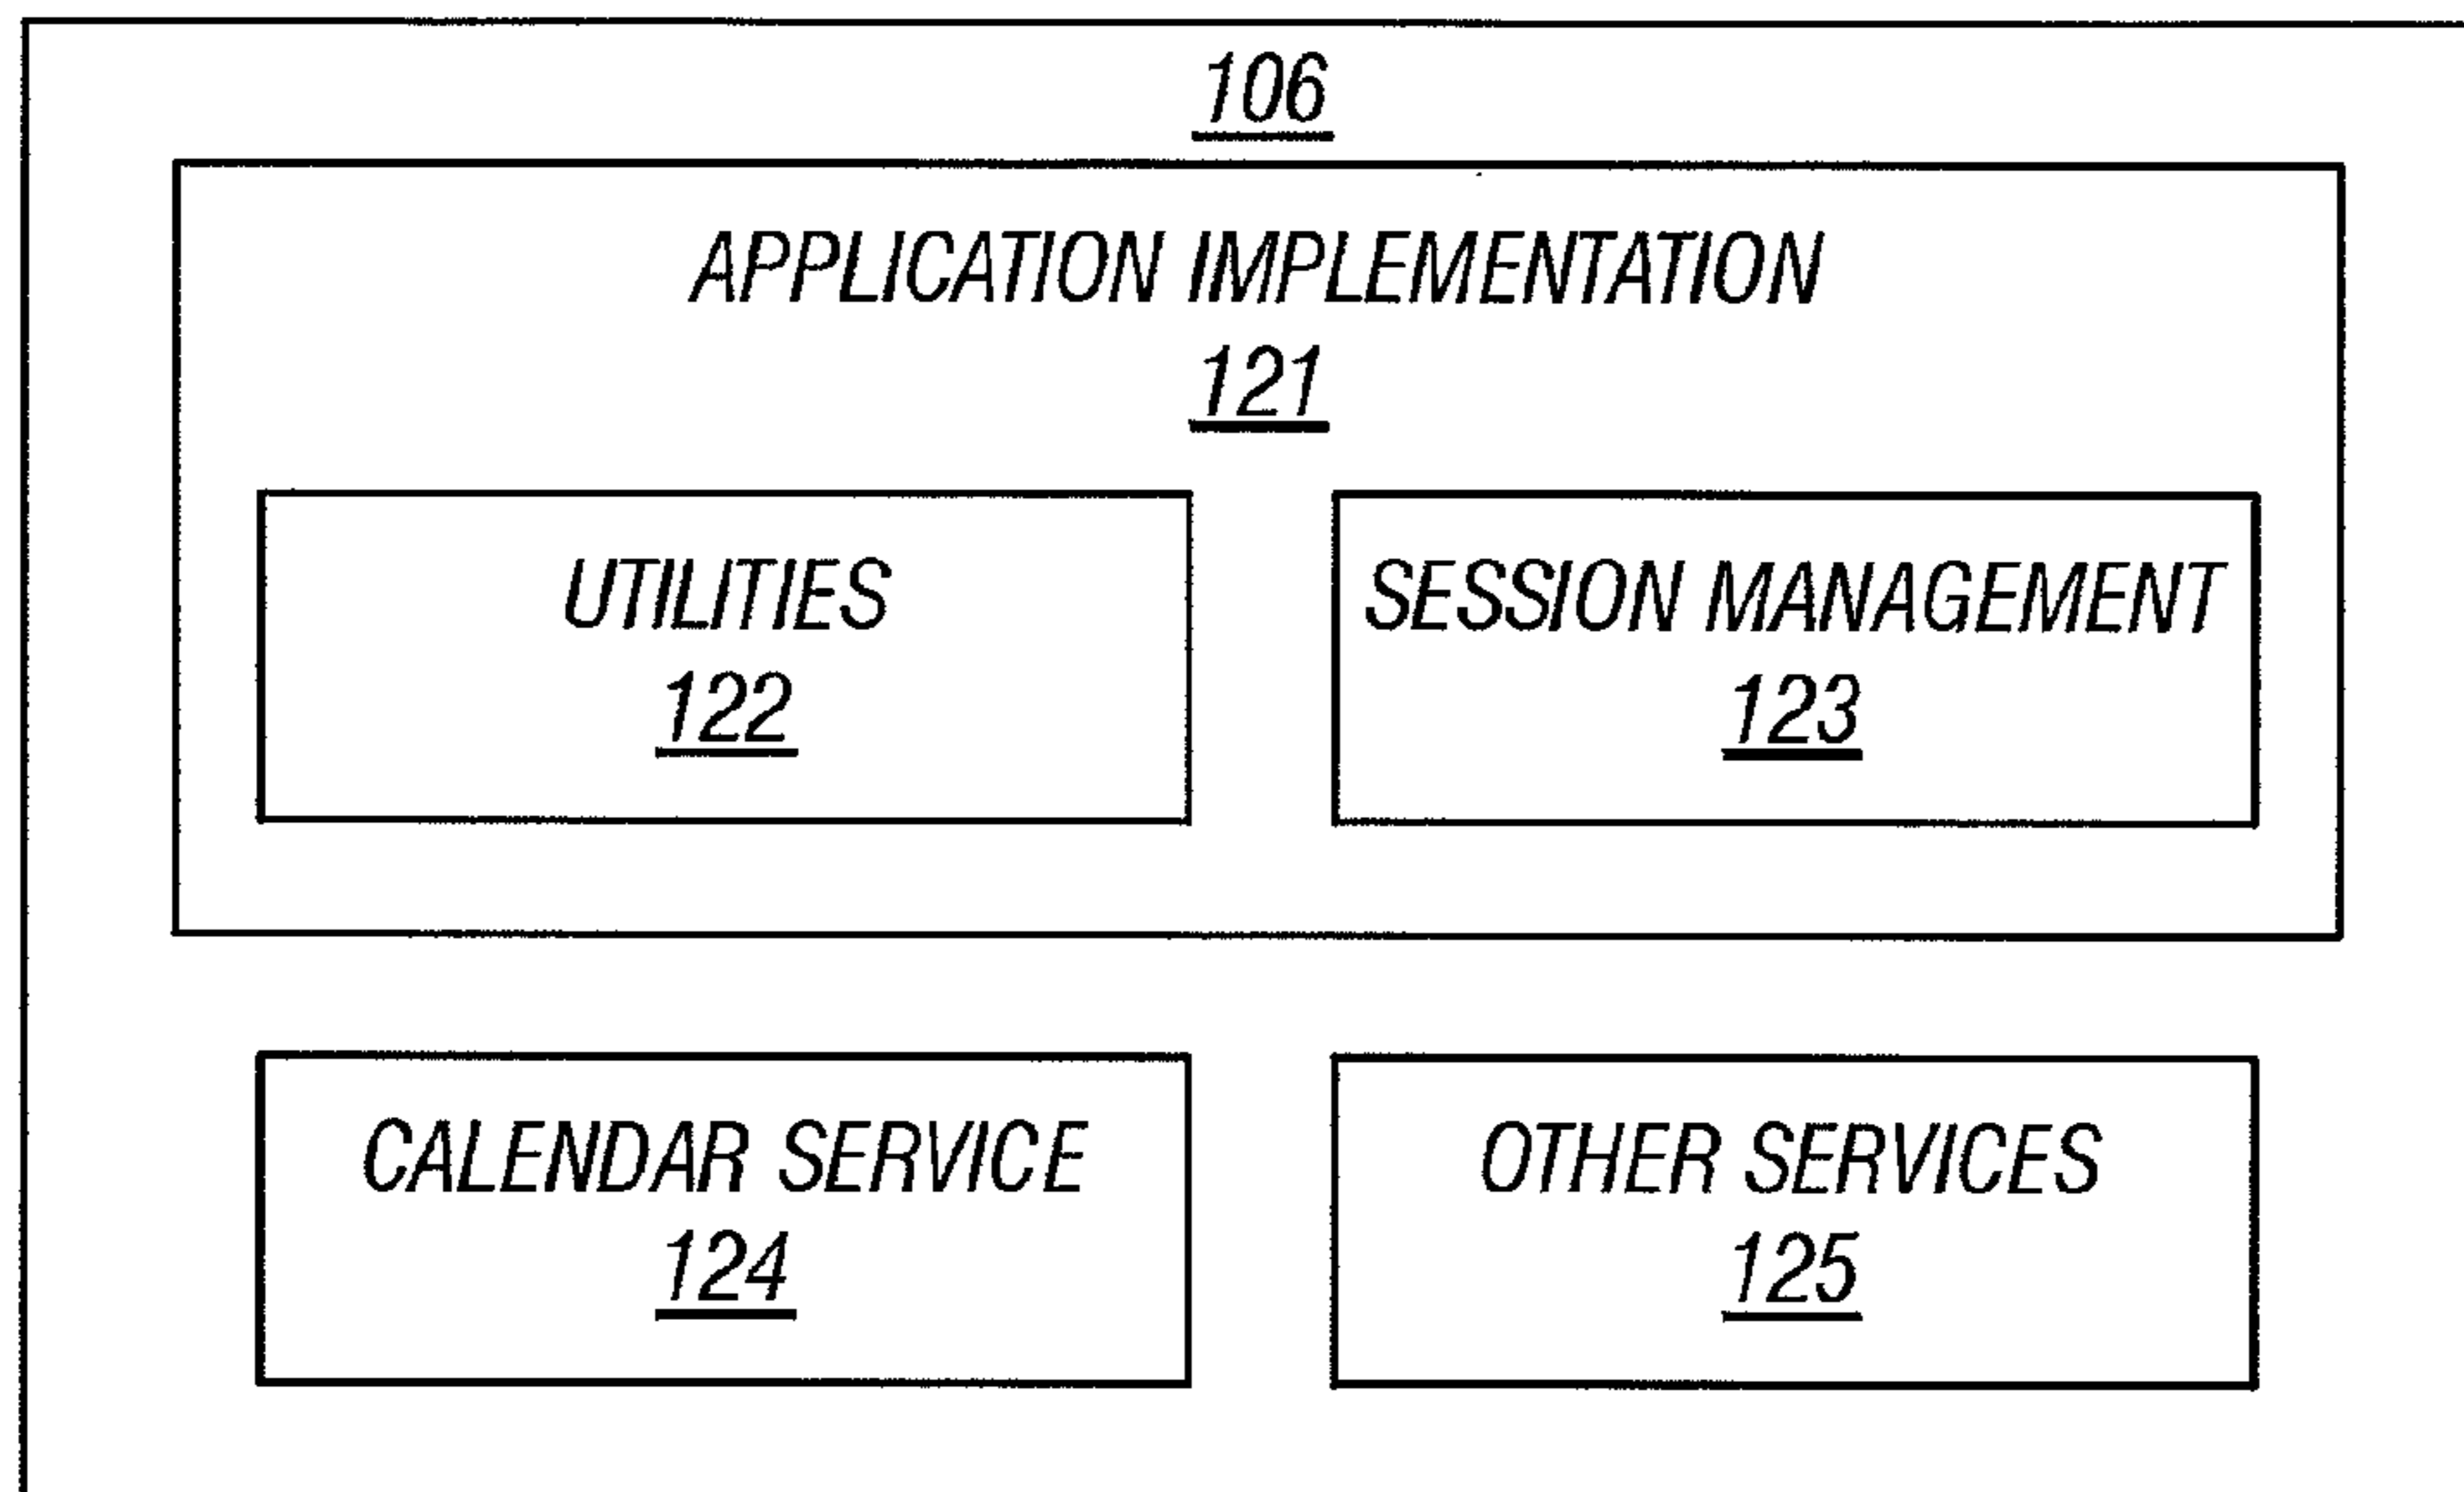 106
APPLICATION IMPLEMENTATION
121
UTILITIES
122
SESSION MANAGEMENT
123
CALENDAR SERVICE
124
OTHER SERVICES
125